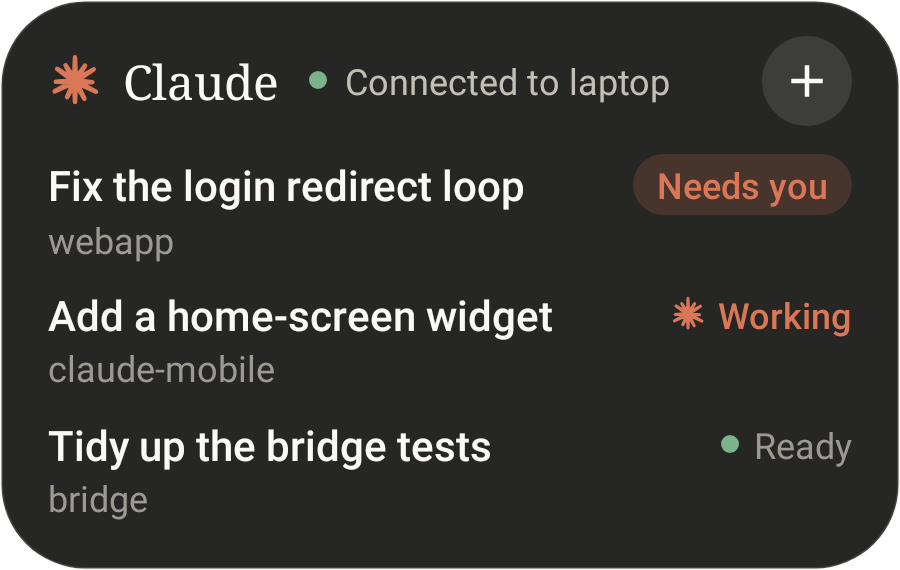 Claude Connected to laptop
Fix the login redirect loop Needs you
webapp
Add a home-screen widget Working
claude-mobile
Tidy up the bridge tests Ready
bridge